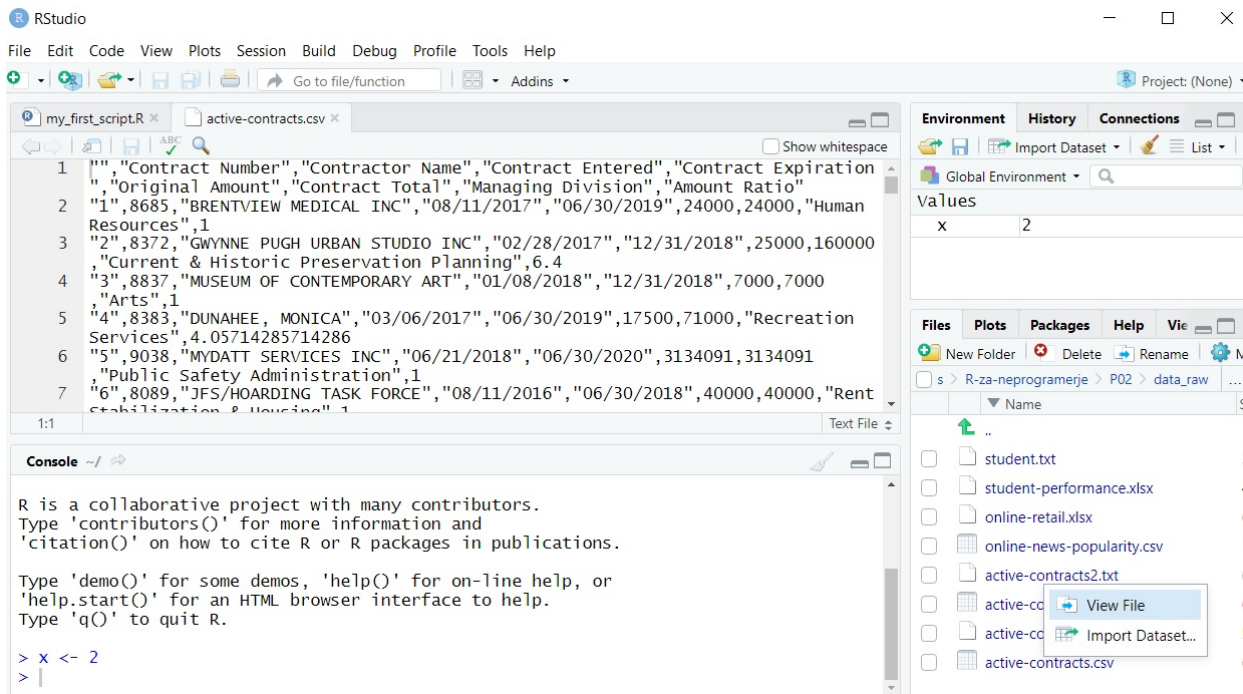 RStudio
File Edit Code View Plots Session Build Debug Profile Tools Help
Go to file/function Addins Project: (None)
my_first_script.R active-contracts.csv
Show whitespace
1 "","Contract Number","Contractor Name","Contract Entered","Contract Expiration
","Original Amount","Contract Total","Managing Division","Amount Ratio"
2 "1",8685,"BRENTVIEW MEDICAL INC","08/11/2017","06/30/2019",24000,24000,"Human
Resources",1
3 "2",8372,"GWYNNE PUGH URBAN STUDIO INC","02/28/2017","12/31/2018",25000,160000
,"Current & Historic Preservation Planning",6.4
4 "3",8837,"MUSEUM OF CONTEMPORARY ART","01/08/2018","12/31/2018",7000,7000
,"Arts",1
5 "4",8383,"DUNAHEE, MONICA","03/06/2017","06/30/2019",17500,71000,"Recreation
Services",4.05714285714286
6 "5",9038,"MYDATT SERVICES INC","06/21/2018","06/30/2020",3134091,3134091
,"Public Safety Administration",1
7 "6",8089,"JFS/HOARDING TASK FORCE","08/11/2016","06/30/2018",40000,40000,"Rent
Stabilization & Housing",1
1:1 Text File
Console ~/
R is a collaborative project with many contributors.
Type 'contributors()' for more information and
'citation()' on how to cite R or R packages in publications.
Type 'demo()' for some demos, 'help()' for on-line help, or
'help.start()' for an HTML browser interface to help.
Type 'q()' to quit R.
> x <- 2
>
Environment History Connections
Import Dataset List
Global Environment
Values
x 2
Files Plots Packages Help Vie
New Folder Delete Rename M
s > R-za-neprogramerje > P02 > data_raw ...
Name
..
student.txt
student-performance.xlsx
online-retail.xlsx
online-news-popularity.csv
active-contracts2.txt
active-co
View File
active-co
Import Dataset...
active-contracts.csv